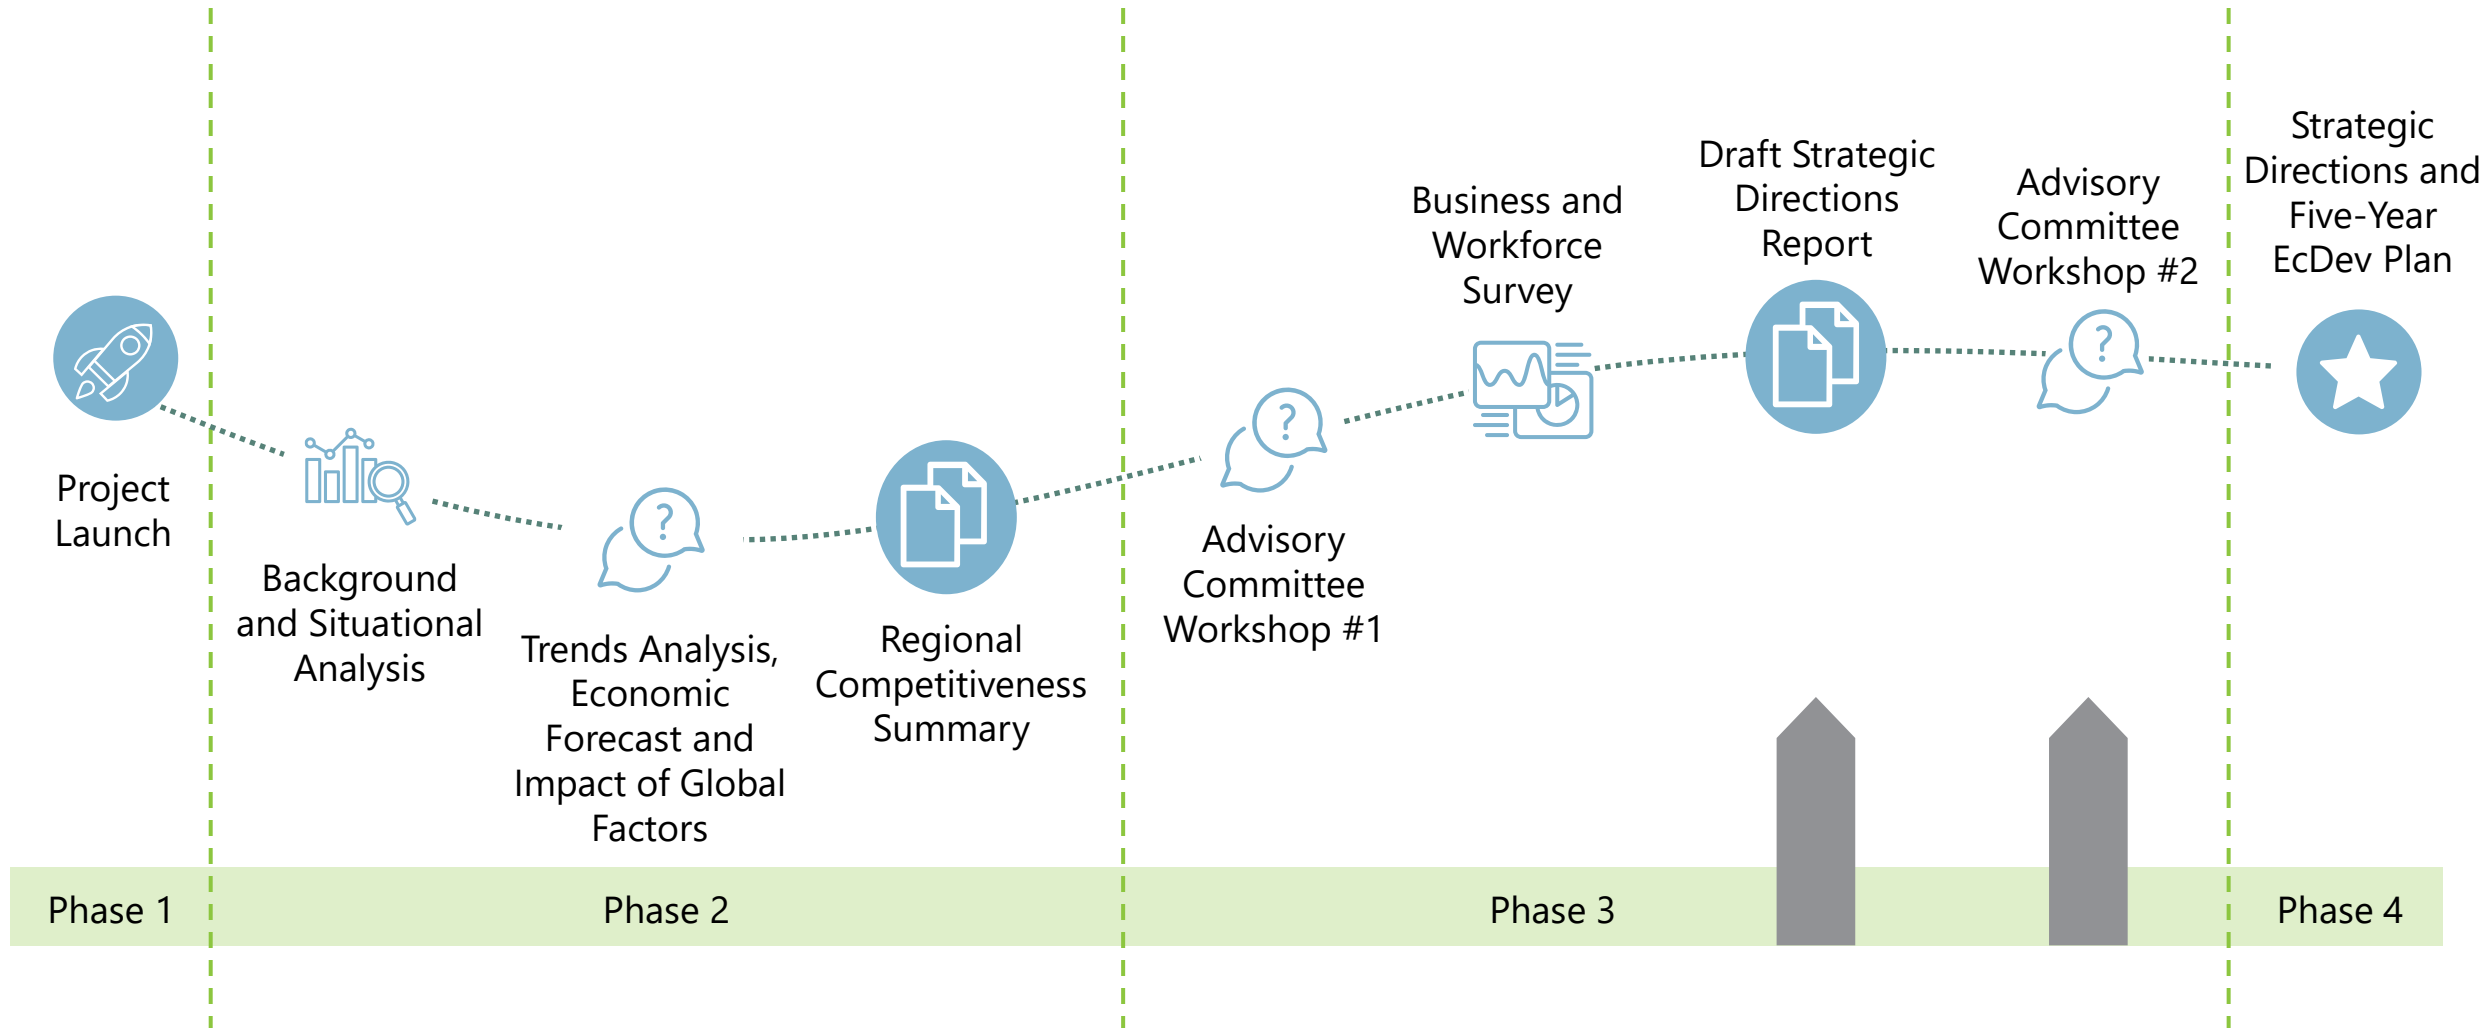 Project
Launch
Background
and Situational
Analysis
?
Trends Analysis,
Economic
Forecast and
Impact of Global
Factors
Regional
Competitiveness
Summary
?
Advisory
Committee
Workshop #1
Business and
Workforce
Survey
Draft Strategic
Directions
Report
Advisory
Committee
Workshop #2
?
Strategic
Directions and
Five-Year
EcDev Plan
Phase 1
Phase 2
Phase 3
Phase 4